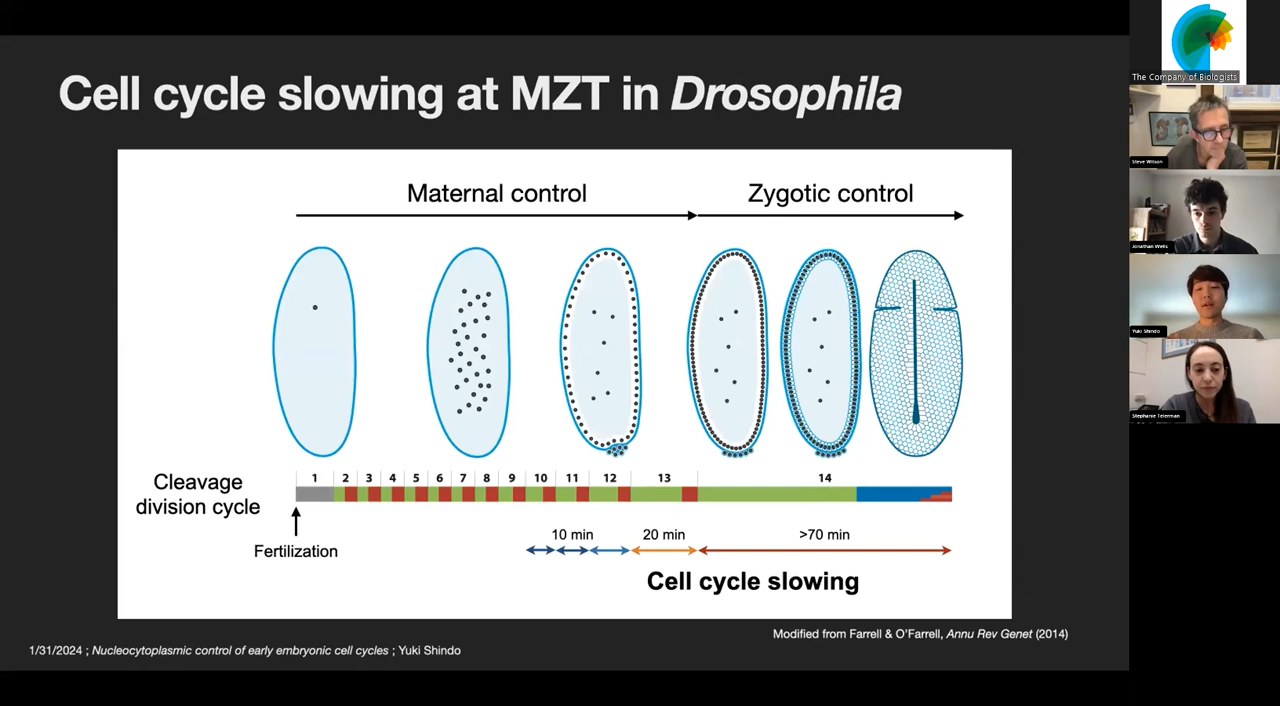 Cell cycle slowing at MZT in Drosophila
Maternal control
Zygotic control
Cleavage
division cycle
1 2 3 4 5 6 7 8 9 10 11 12 13 14
Fertilization
10 min
20 min
>70 min
Cell cycle slowing
Modified from Farrell & O'Farrell, Annu Rev Genet (2014)
1/31/2024 ; Nucleocytoplasmic control of early embryonic cell cycles ; Yuki Shindo
The Company of Biologists
Steve Wilson
Jonathan Wells
Yuki Shindo
Stephanie Telerman